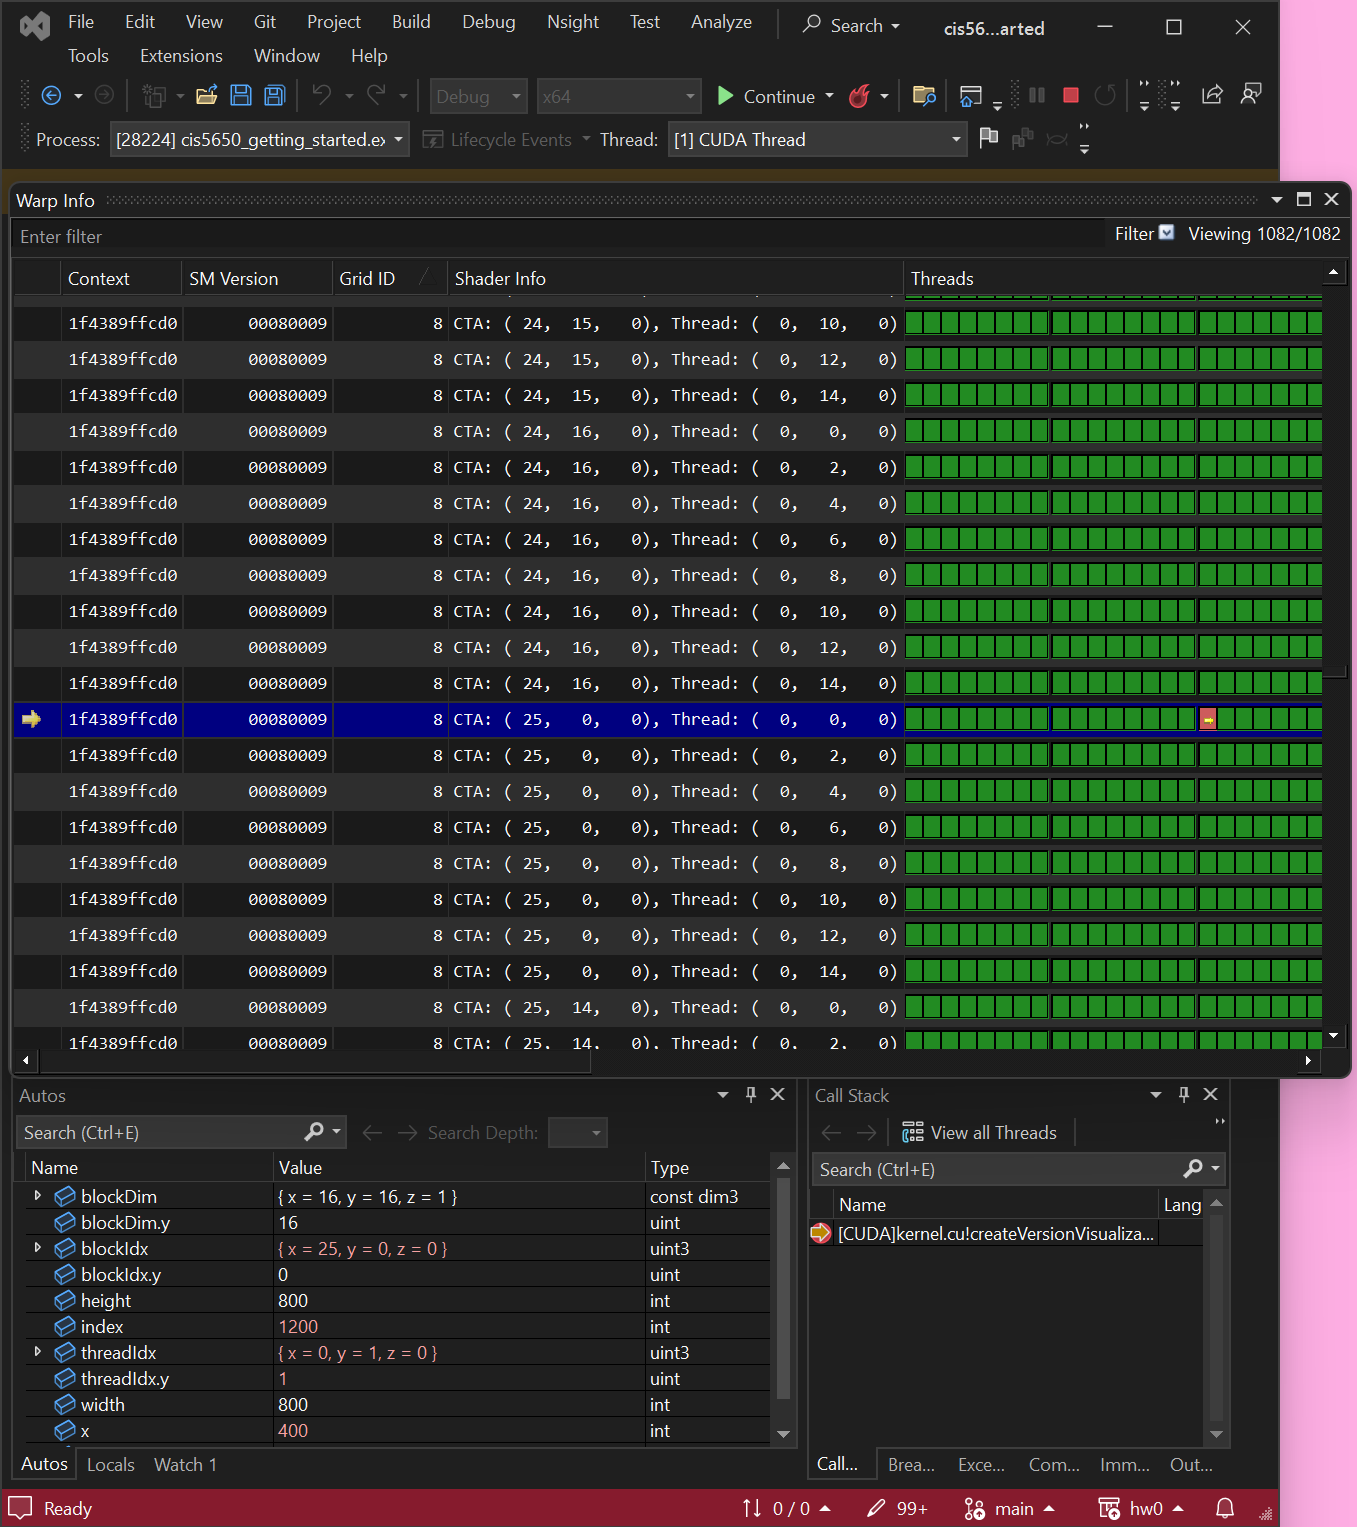 File Edit View Git Project Build Debug Nsight Test Analyze Search cis56...arted
Tools Extensions Window Help
Debug x64 Continue
Process: [28224] cis5650_getting_started.ex Lifecycle Events Thread: [1] CUDA Thread
Warp Info
Enter filter Filter Viewing 1082/1082
Context SM Version Grid ID Shader Info Threads
1f4389ffcd0 00080009 8 CTA: ( 24, 15, 0), Thread: ( 0, 10, 0)
1f4389ffcd0 00080009 8 CTA: ( 24, 15, 0), Thread: ( 0, 12, 0)
1f4389ffcd0 00080009 8 CTA: ( 24, 15, 0), Thread: ( 0, 14, 0)
1f4389ffcd0 00080009 8 CTA: ( 24, 16, 0), Thread: ( 0, 0, 0)
1f4389ffcd0 00080009 8 CTA: ( 24, 16, 0), Thread: ( 0, 2, 0)
1f4389ffcd0 00080009 8 CTA: ( 24, 16, 0), Thread: ( 0, 4, 0)
1f4389ffcd0 00080009 8 CTA: ( 24, 16, 0), Thread: ( 0, 6, 0)
1f4389ffcd0 00080009 8 CTA: ( 24, 16, 0), Thread: ( 0, 8, 0)
1f4389ffcd0 00080009 8 CTA: ( 24, 16, 0), Thread: ( 0, 10, 0)
1f4389ffcd0 00080009 8 CTA: ( 24, 16, 0), Thread: ( 0, 12, 0)
1f4389ffcd0 00080009 8 CTA: ( 24, 16, 0), Thread: ( 0, 14, 0)
1f4389ffcd0 00080009 8 CTA: ( 25, 0, 0), Thread: ( 0, 0, 0)
1f4389ffcd0 00080009 8 CTA: ( 25, 0, 0), Thread: ( 0, 2, 0)
1f4389ffcd0 00080009 8 CTA: ( 25, 0, 0), Thread: ( 0, 4, 0)
1f4389ffcd0 00080009 8 CTA: ( 25, 0, 0), Thread: ( 0, 6, 0)
1f4389ffcd0 00080009 8 CTA: ( 25, 0, 0), Thread: ( 0, 8, 0)
1f4389ffcd0 00080009 8 CTA: ( 25, 0, 0), Thread: ( 0, 10, 0)
1f4389ffcd0 00080009 8 CTA: ( 25, 0, 0), Thread: ( 0, 12, 0)
1f4389ffcd0 00080009 8 CTA: ( 25, 0, 0), Thread: ( 0, 14, 0)
1f4389ffcd0 00080009 8 CTA: ( 25, 14, 0), Thread: ( 0, 0, 0)
1f4389ffcd0 00080009 8 CTA: ( 25, 14, 0), Thread: ( 0, 2, 0)
Autos
Search (Ctrl+E) Search Depth:
Name Value Type
blockDim { x = 16, y = 16, z = 1 } const dim3
blockDim.y 16 uint
blockIdx { x = 25, y = 0, z = 0 } uint3
blockIdx.y 0 uint
height 800 int
index 1200 int
threadIdx { x = 0, y = 1, z = 0 } uint3
threadIdx.y 1 uint
width 800 int
x 400 int
Autos Locals Watch 1
Call Stack
View all Threads
Search (Ctrl+E)
Name Lang
[CUDA]kernel.cu!createVersionVisualiza...
Call... Brea... Exce... Com... Imm... Out...
Ready 0 / 0 99+ main hw0